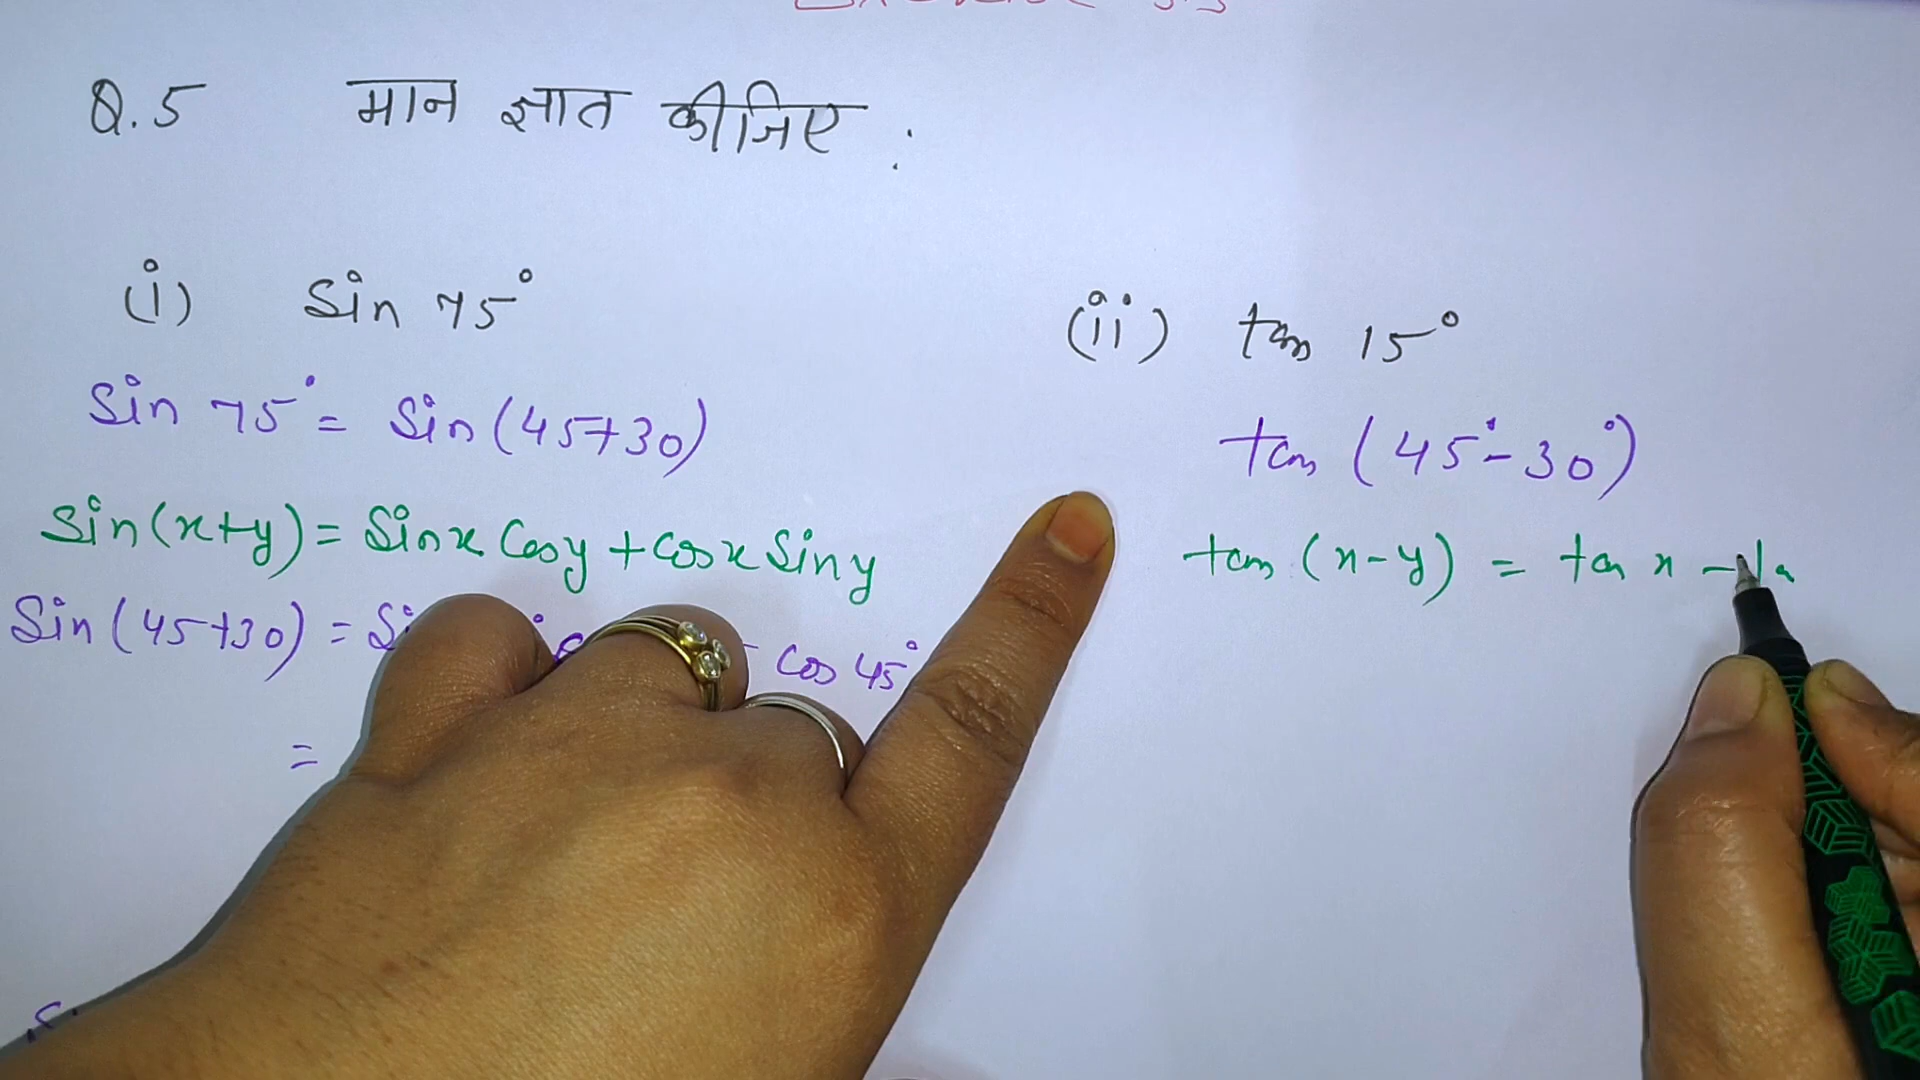 Q.5 मान ज्ञात कीजिए :
(i) Sin 75°
Sin 75° = Sin (45+30)
Sin(x+y) = Sinx Cosy + Cosx Siny
Sin (45+30) = Cos 45°
=
(ii) tan 15°
tan (45° - 30°)
tan (x-y) = tan x -